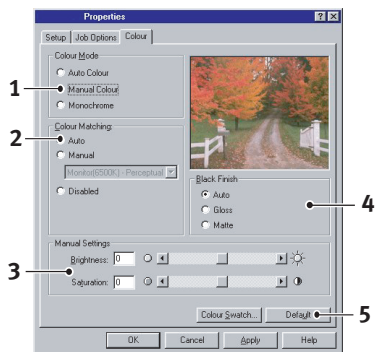 Properties
Setup Job Options Colour
Colour Mode
Auto Colour
1 Manual Colour
Monochrome
Colour Matching:
2 Auto
Manual
Monitor(6500K) - Perceptual
Disabled
Black Finish
Auto
4
Gloss
Matte
Manual Settings
Brightness: 0
3
Saturation: 0
Colour Swatch... Default 5
OK Cancel Apply Help